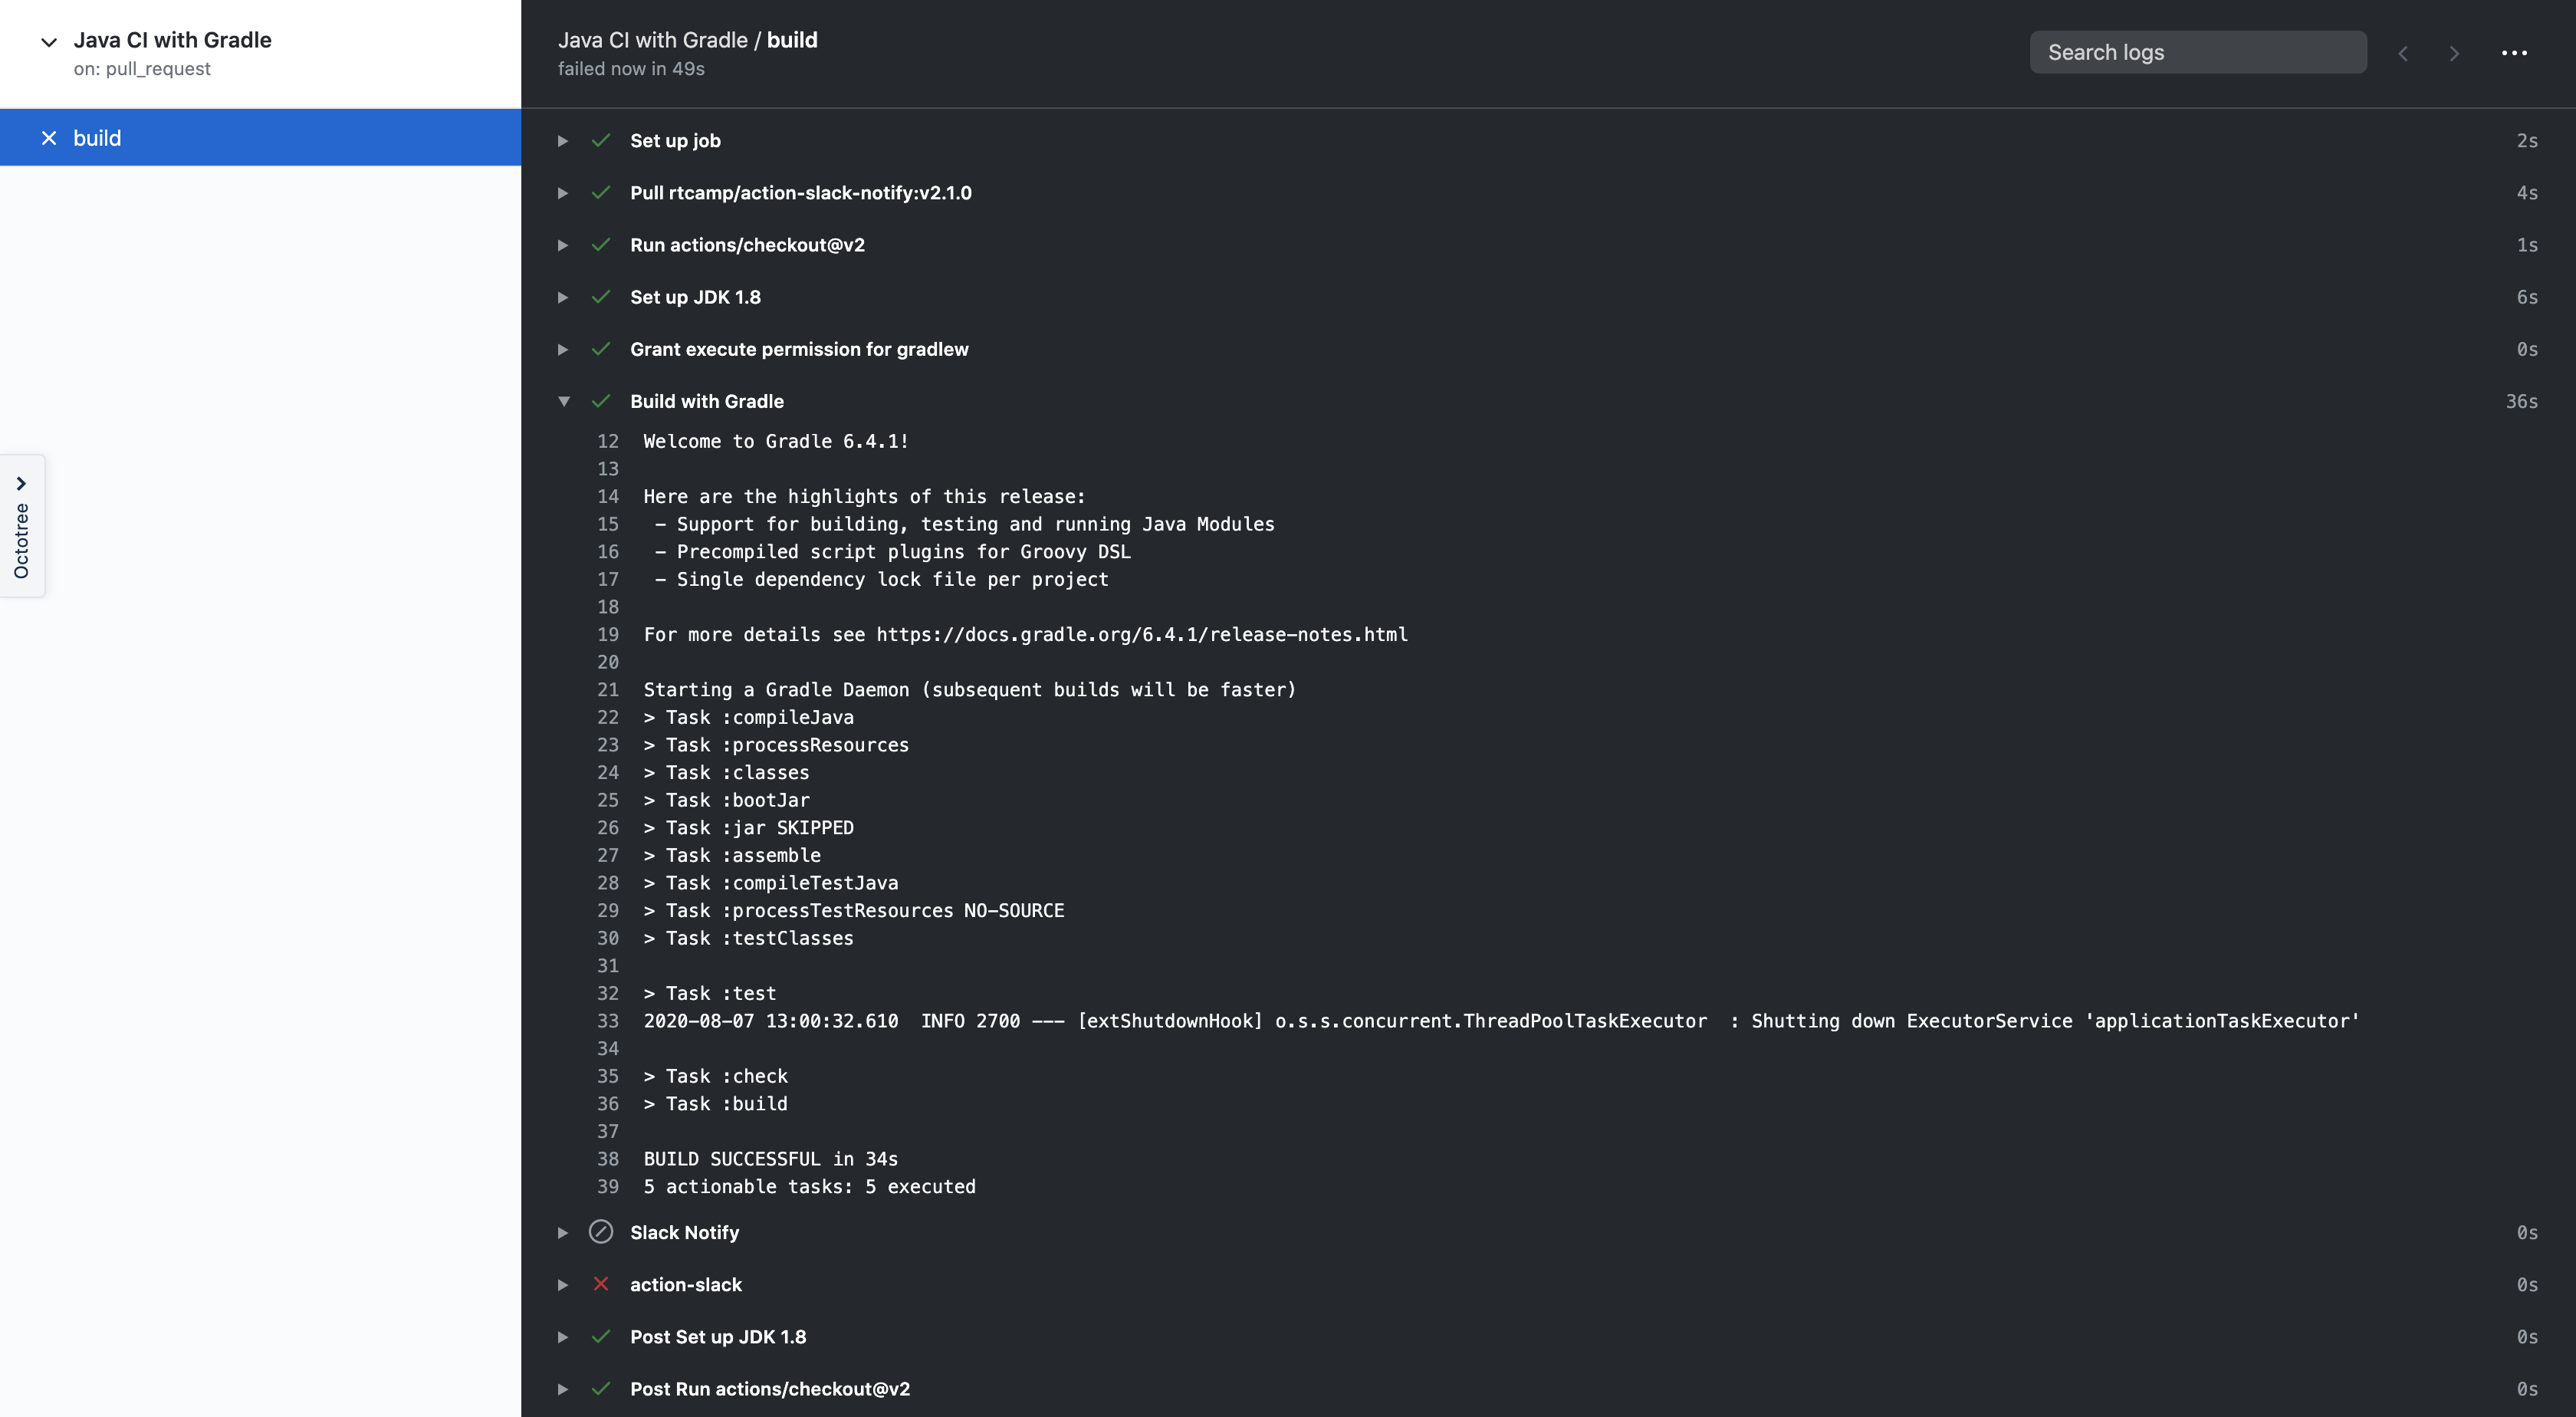 Java CI with Gradle
on: pull_request
build
Octotree
Java CI with Gradle / build
failed now in 49s
Search logs
Set up job 2s
Pull rtcamp/action-slack-notify:v2.1.0 4s
Run actions/checkout@v2 1s
Set up JDK 1.8 6s
Grant execute permission for gradlew 0s
Build with Gradle 36s
12 Welcome to Gradle 6.4.1!
13
14 Here are the highlights of this release:
15 - Support for building, testing and running Java Modules
16 - Precompiled script plugins for Groovy DSL
17 - Single dependency lock file per project
18
19 For more details see https://docs.gradle.org/6.4.1/release-notes.html
20
21 Starting a Gradle Daemon (subsequent builds will be faster)
22 > Task :compileJava
23 > Task :processResources
24 > Task :classes
25 > Task :bootJar
26 > Task :jar SKIPPED
27 > Task :assemble
28 > Task :compileTestJava
29 > Task :processTestResources NO-SOURCE
30 > Task :testClasses
31
32 > Task :test
33 2020-08-07 13:00:32.610  INFO 2700 --- [extShutdownHook] o.s.s.concurrent.ThreadPoolTaskExecutor  : Shutting down ExecutorService 'applicationTaskExecutor'
34
35 > Task :check
36 > Task :build
37
38 BUILD SUCCESSFUL in 34s
39 5 actionable tasks: 5 executed
Slack Notify 0s
action-slack 0s
Post Set up JDK 1.8 0s
Post Run actions/checkout@v2 0s